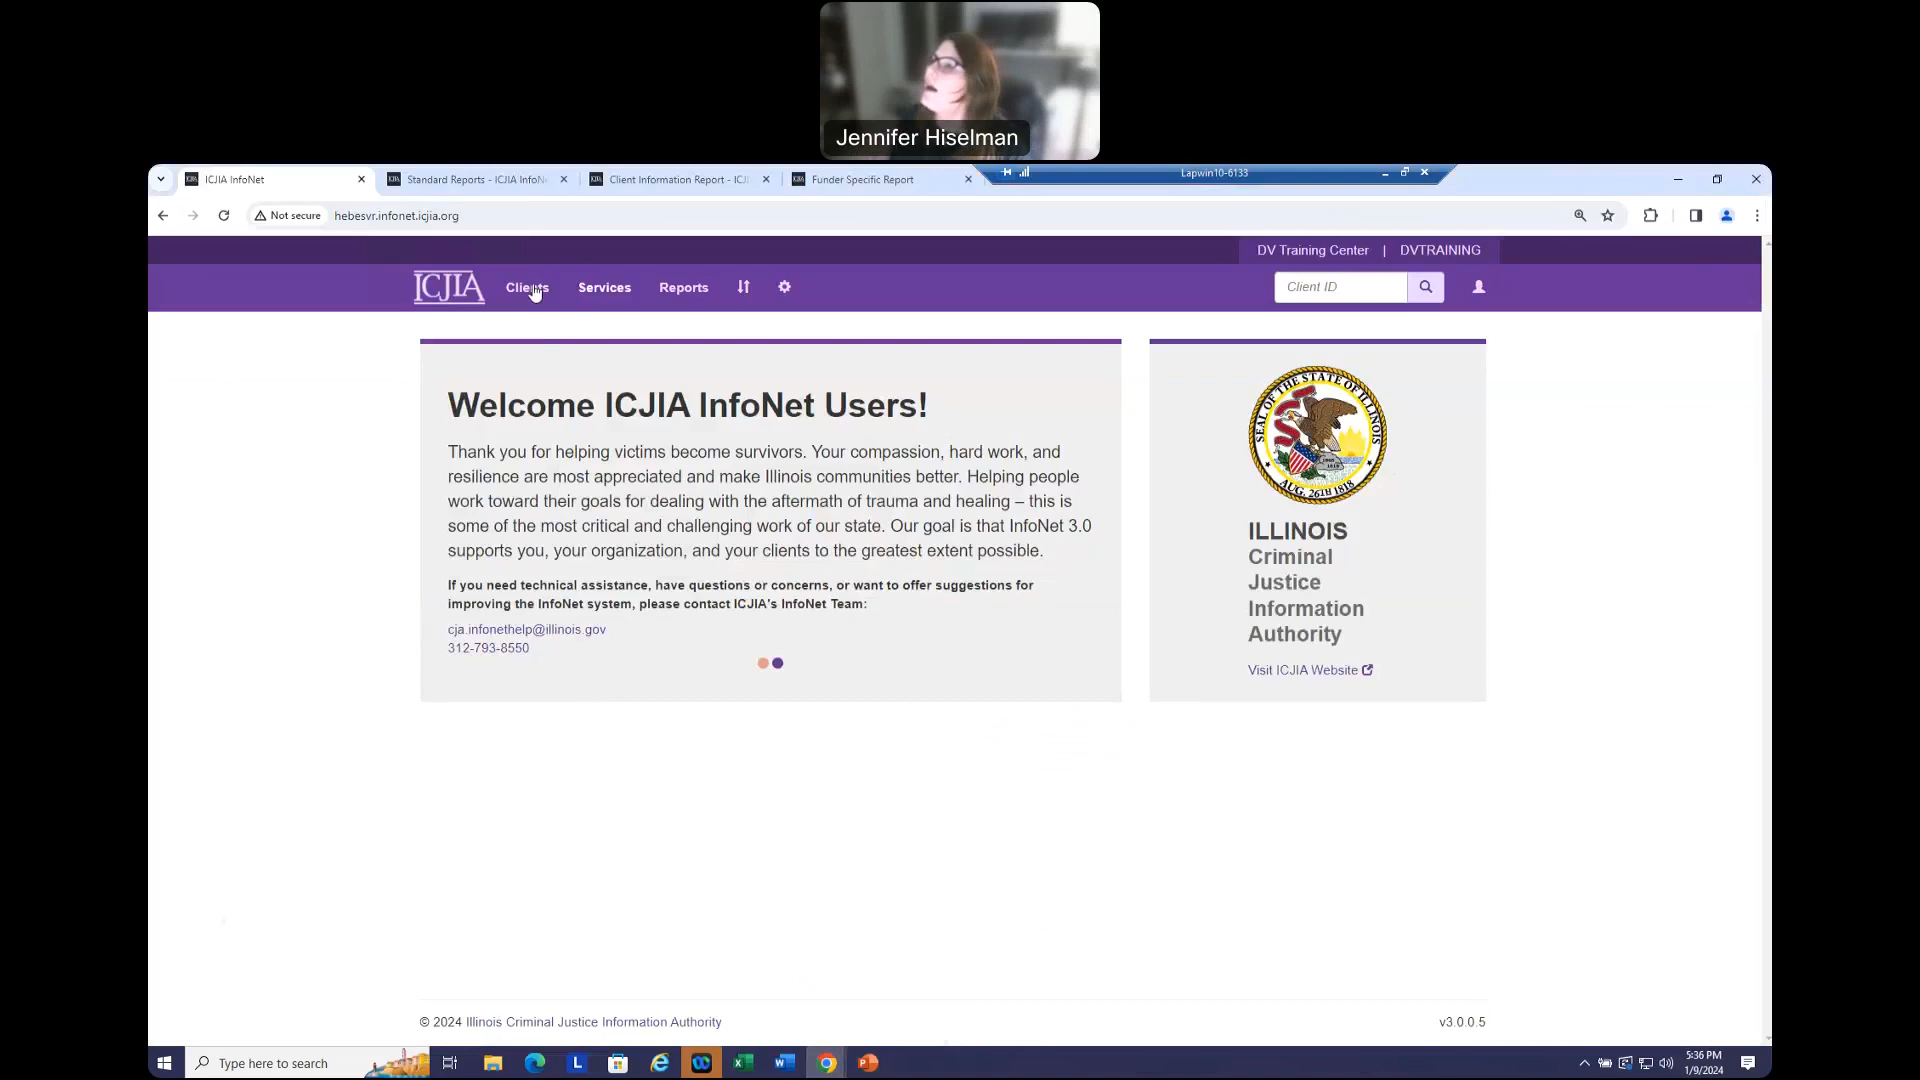 Jennifer Hiselman
ICJIA InfoNet
Standard Reports - ICJIA InfoN
Client Information Report - ICJ
Funder Specific Report
Lapwin10-6133
Not secure
hebesvr.infonet.icjia.org
DV Training Center | DVTRAINING
ICJIA
Clients
Services
Reports
Client ID
Welcome ICJIA InfoNet Users!
Thank you for helping victims become survivors. Your compassion, hard work, and
resilience are most appreciated and make Illinois communities better. Helping people
work toward their goals for dealing with the aftermath of trauma and healing – this is
some of the most critical and challenging work of our state. Our goal is that InfoNet 3.0
supports you, your organization, and your clients to the greatest extent possible.
If you need technical assistance, have questions or concerns, or want to offer suggestions for
improving the InfoNet system, please contact ICJIA's InfoNet Team:
cja.infonethelp@illinois.gov
312-793-8550
SEAL OF THE STATE OF ILLINOIS
AUG. 26TH 1818
ILLINOIS
Criminal
Justice
Information
Authority
Visit ICJIA Website
© 2024 Illinois Criminal Justice Information Authority
v3.0.0.5
Type here to search
5:36 PM
1/9/2024